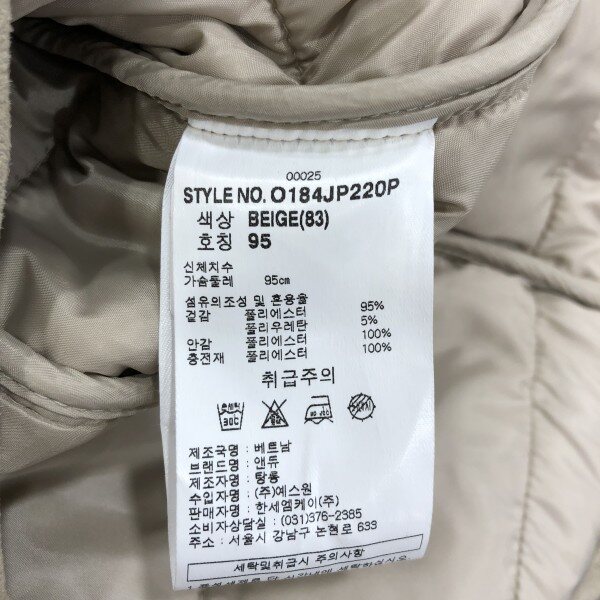 00025
STYLE NO. O184JP220P
색상 BEIGE(83)
호칭 95
신체치수
가슴둘레 95cm
섬유의조성 및 혼용율
겉감 폴리에스터 95%
폴리우레탄 5%
안감 폴리에스터 100%
충전재 폴리에스터 100%
취급주의
제조국명 : 베트남
브랜드명 : 앤듀
제조자명 : 탕롱
수입자명 : (주)예스원
판매자명 : 한세엠케이(주)
소비자상담실 : (031)376-2385
주소 : 서울시 강남구 논현로 633
세탁및취급시 주의사항